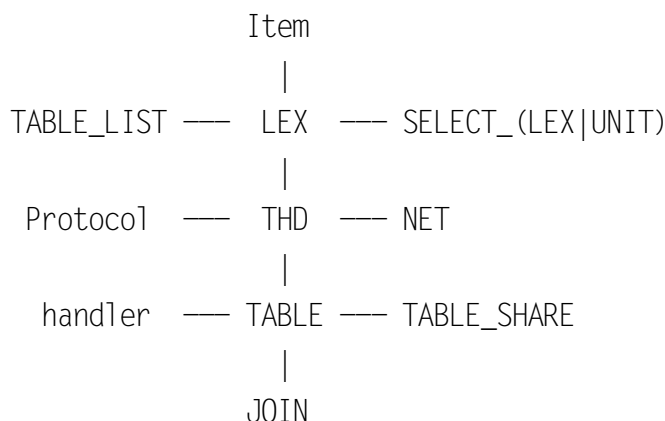 Item
|
TABLE_LIST ─── LEX ─── SELECT_(LEX|UNIT)
|
Protocol ─── THD ─── NET
|
handler ─── TABLE ─── TABLE_SHARE
|
JOIN